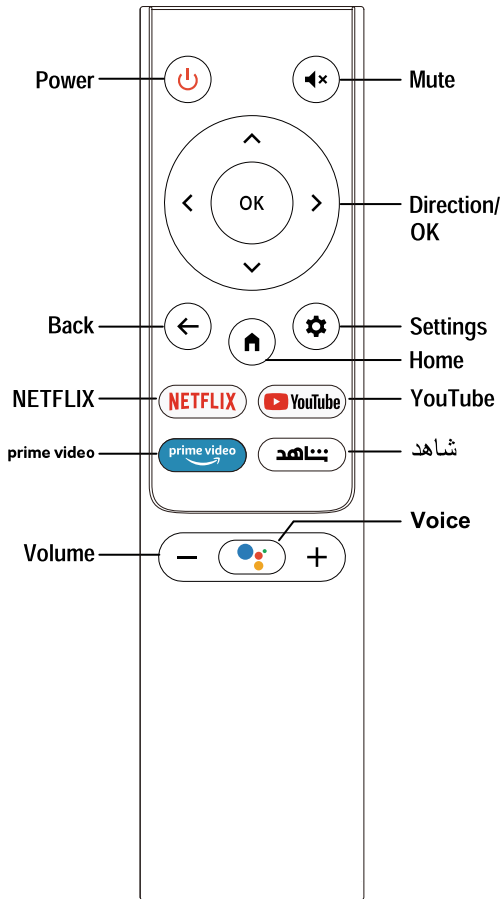 Power
Mute
OK
Direction/
OK
Back
Settings
Home
NETFLIX
NETFLIX
YouTube
YouTube
prime video
prime video
شاهد
شاهد
Voice
Volume